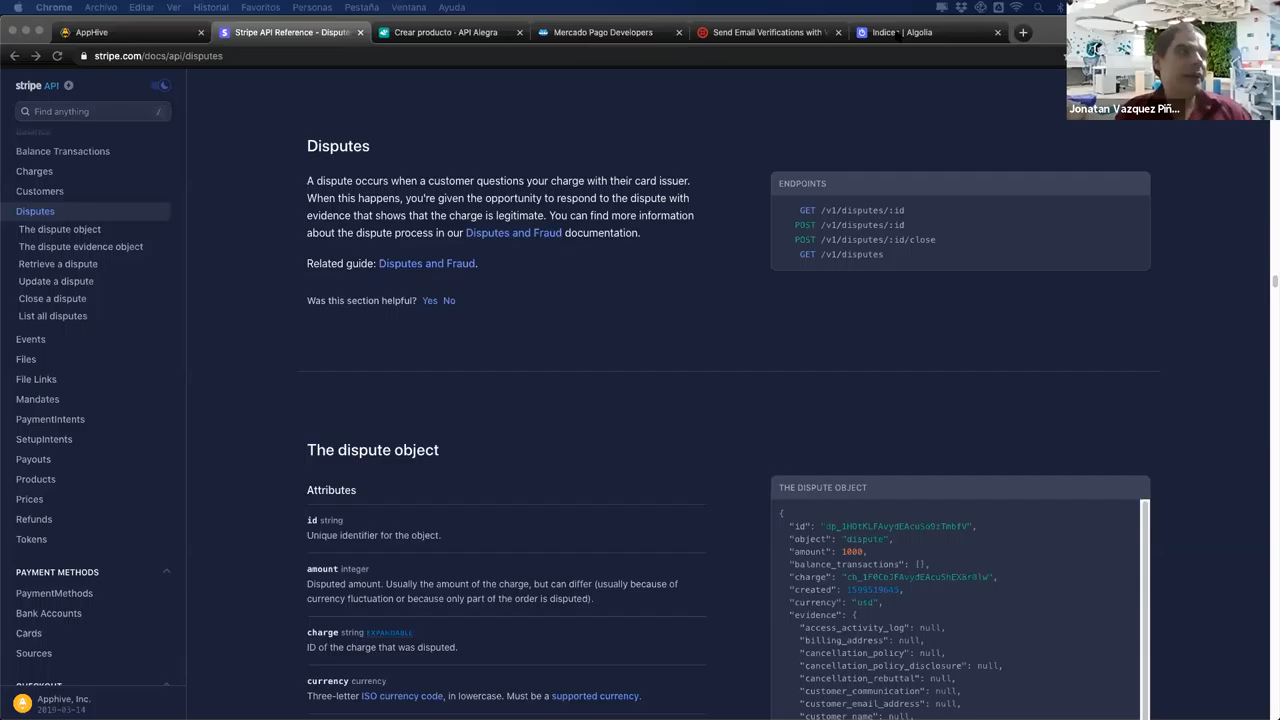 Chrome Archivo Editar Ver Historial Favoritos Personas Pestaña Ventana Ayuda
AppHive
Stripe API Reference - Dispute
Crear producto · API Alegra
Mercado Pago Developers
Send Email Verifications with
Indice | Algolia
stripe.com/docs/api/disputes
Jonatan Vazquez Piñ...
stripe API
Find anything /
Balance Transactions
Charges
Customers
Disputes
The dispute object
The dispute evidence object
Retrieve a dispute
Update a dispute
Close a dispute
List all disputes
Events
Files
File Links
Mandates
PaymentIntents
SetupIntents
Payouts
Products
Prices
Refunds
Tokens
PAYMENT METHODS
PaymentMethods
Bank Accounts
Cards
Sources
Apphive, Inc.
2019-03-14
Disputes
A dispute occurs when a customer questions your charge with their card issuer.
When this happens, you're given the opportunity to respond to the dispute with
evidence that shows that the charge is legitimate. You can find more information
about the dispute process in our Disputes and Fraud documentation.
Related guide: Disputes and Fraud.
Was this section helpful? Yes No
ENDPOINTS
GET /v1/disputes/:id
POST /v1/disputes/:id
POST /v1/disputes/:id/close
GET /v1/disputes
The dispute object
Attributes
id string
Unique identifier for the object.
amount integer
Disputed amount. Usually the amount of the charge, but can differ (usually because of
currency fluctuation or because only part of the order is disputed).
charge string EXPANDABLE
ID of the charge that was disputed.
currency currency
Three-letter ISO currency code, in lowercase. Must be a supported currency.
THE DISPUTE OBJECT
{
"id":
"object": "dispute",
"amount": 1000,
"balance_transactions": [],
"charge":
"created": 1599519645,
"currency": "usd",
"evidence": {
"access_activity_log": null,
"billing_address": null,
"cancellation_policy": null,
"cancellation_policy_disclosure": null,
"cancellation_rebuttal": null,
"customer_communication": null,
"customer_email_address": null,
"customer_name": null,